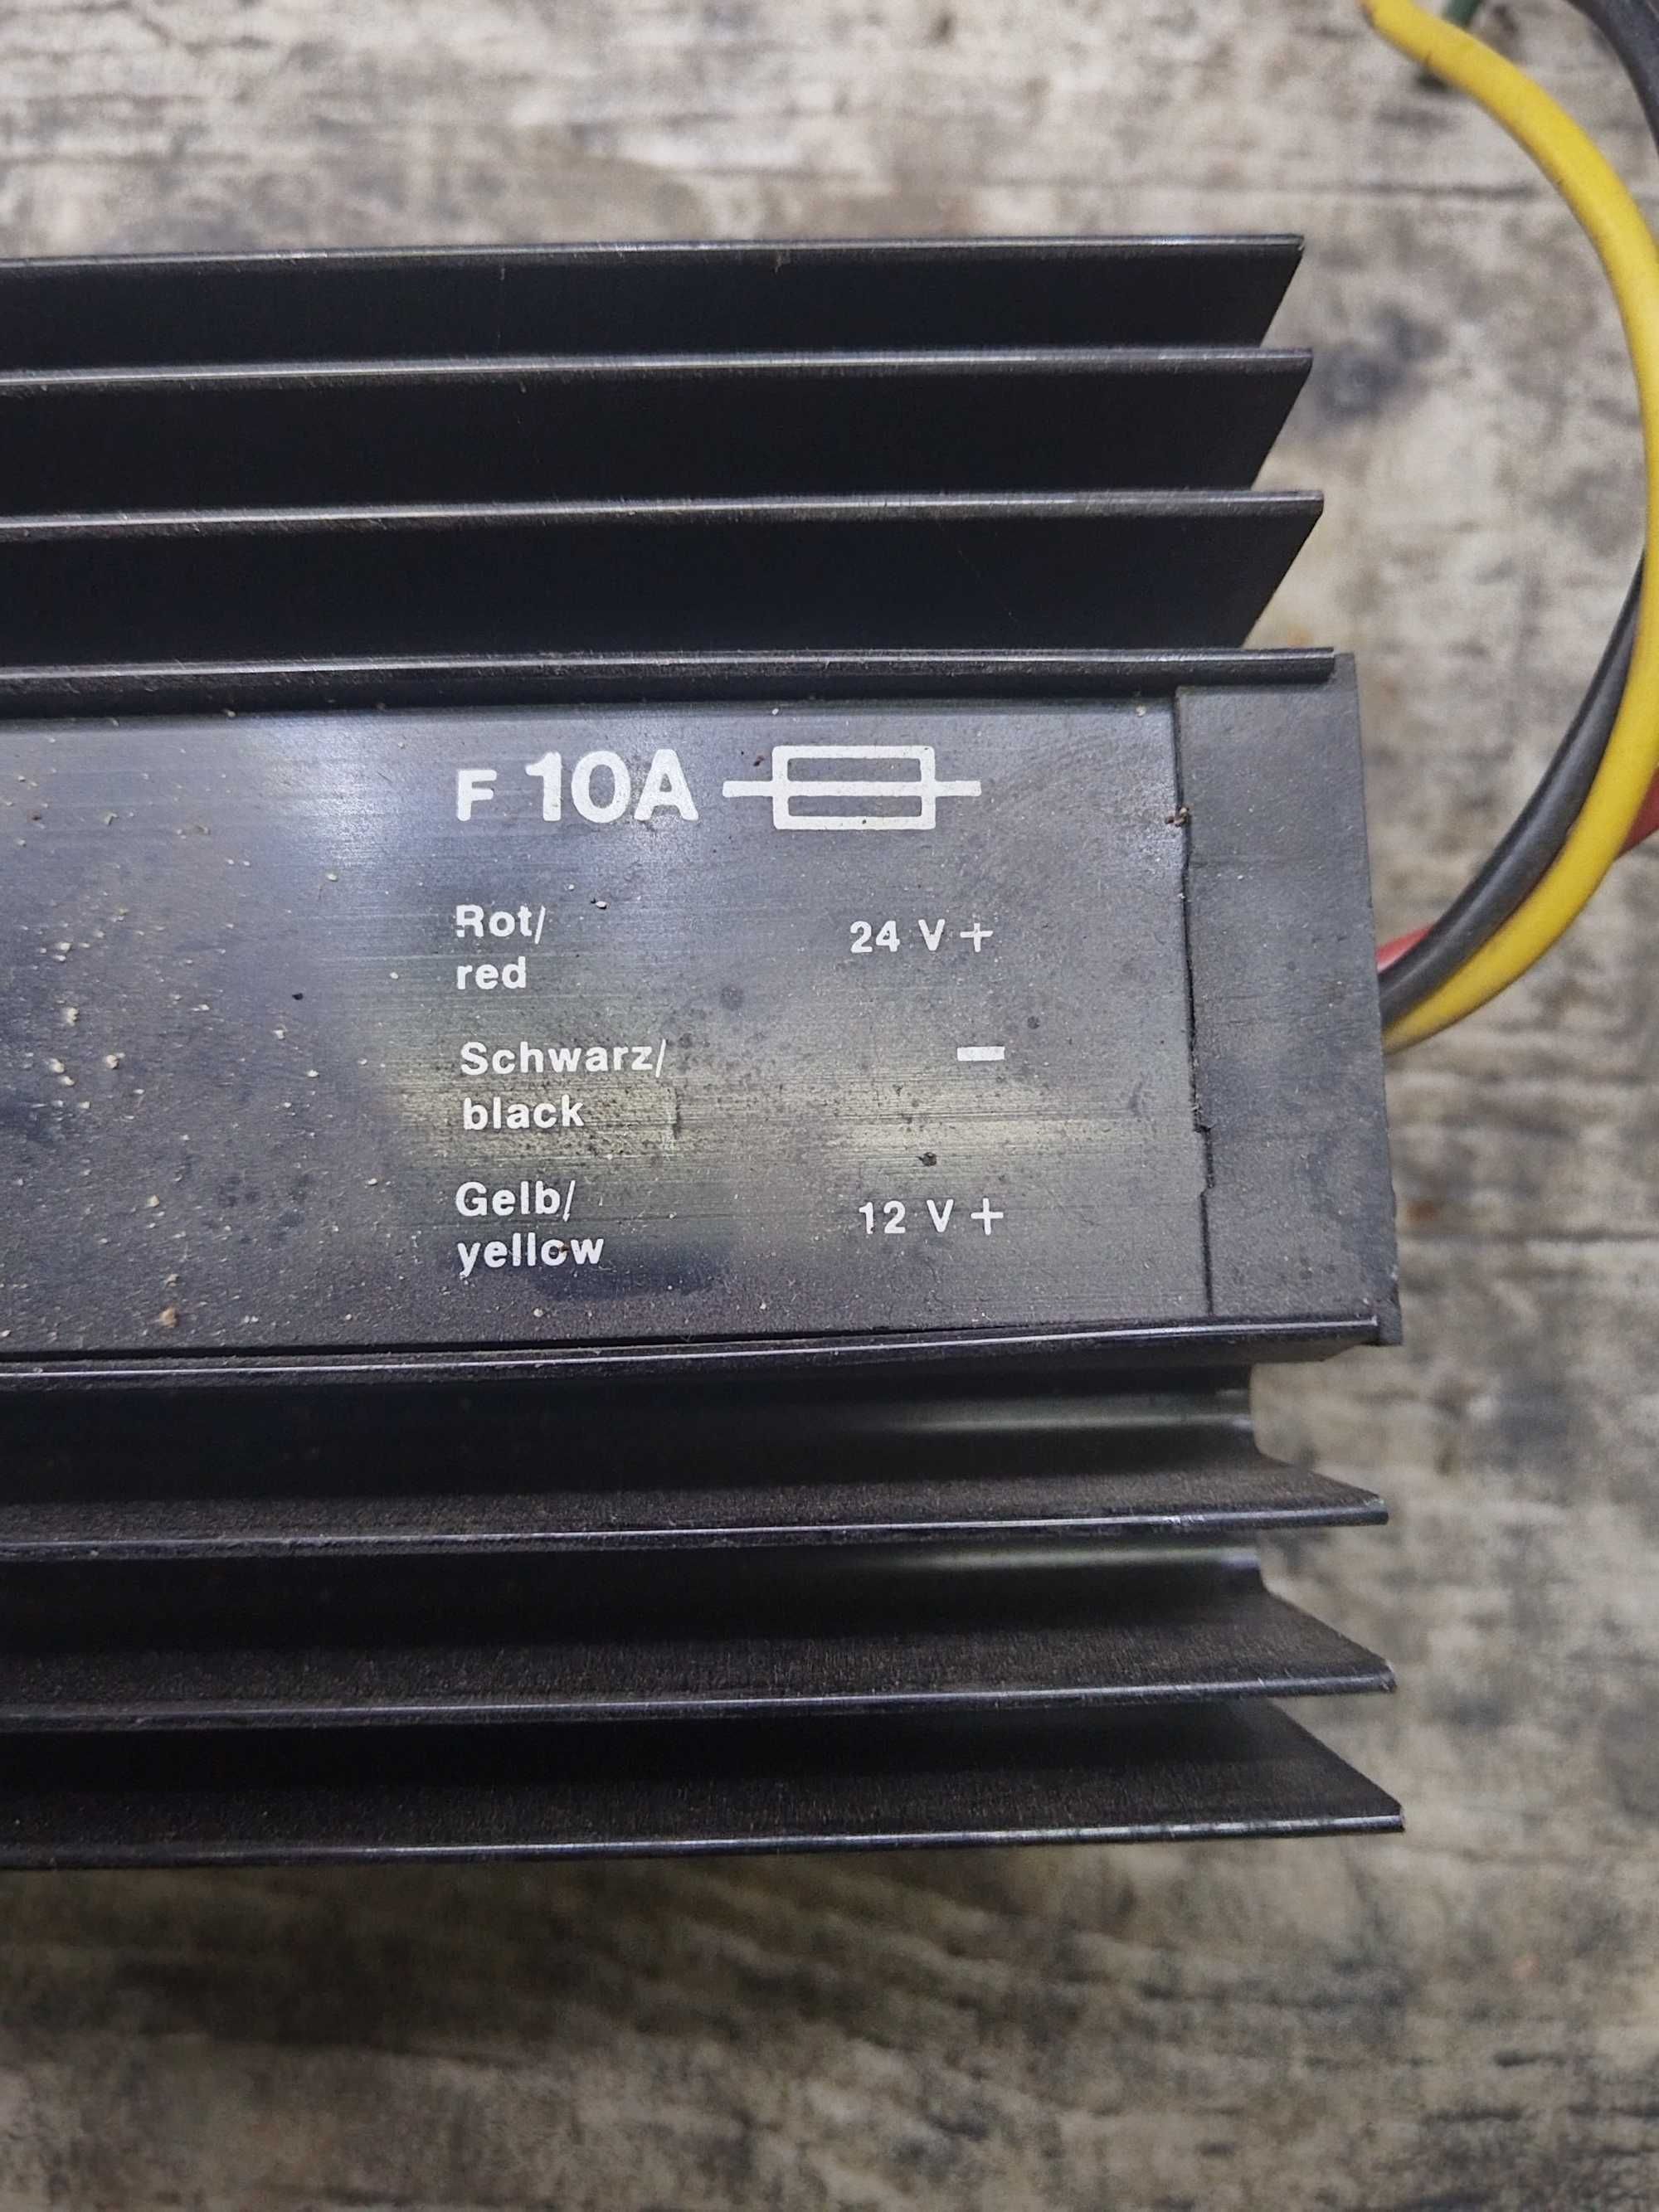 F 10A
Rot/ 24 V +
red
Schwarz/ −
black
Gelb/ 12 V +
yellow